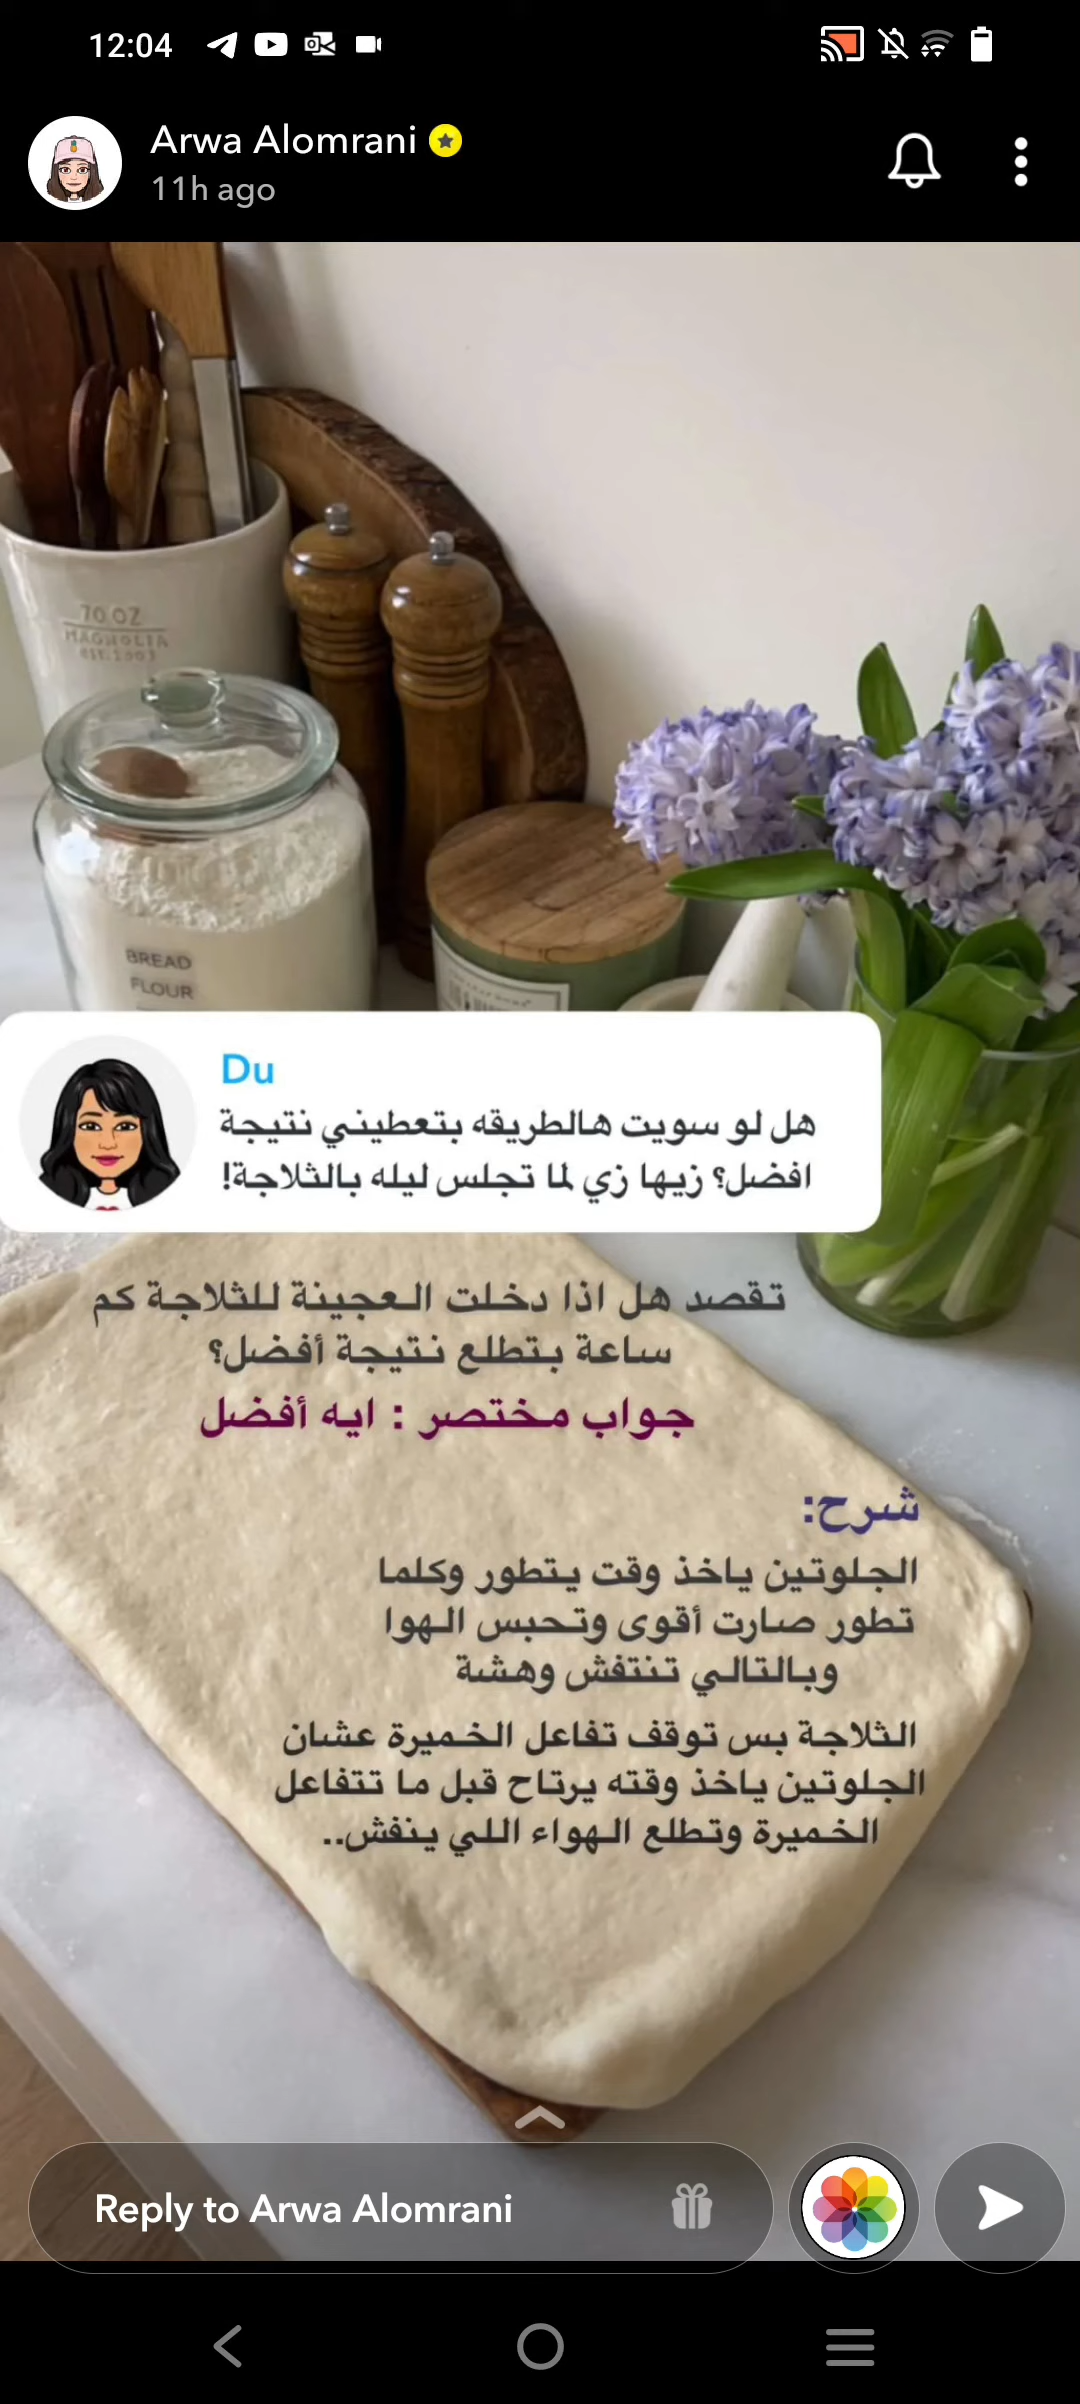 12:04
Arwa Alomrani
11h ago
70 OZ
MAGNOLIA
EST. 1903
BREAD
FLOUR
Du
هل لو سويت هالطريقه بتعطيني نتيجة
افضل؟ زيها زي لما تجلس ليله بالثلاجة!
تقصد هل اذا دخلت العجينة للثلاجة كم
ساعة بتطلع نتيجة أفضل؟
جواب مختصر : ايه أفضل
شرح:
الجلوتين ياخذ وقت يتطور وكلما
تطور صارت أقوى وتحبس الهوا
وبالتالي تنتفش وهشة
الثلاجة بس توقف تفاعل الخميرة عشان
الجلوتين ياخذ وقته يرتاح قبل ما تتفاعل
الخميرة وتطلع الهواء اللي ينفش..
Reply to Arwa Alomrani